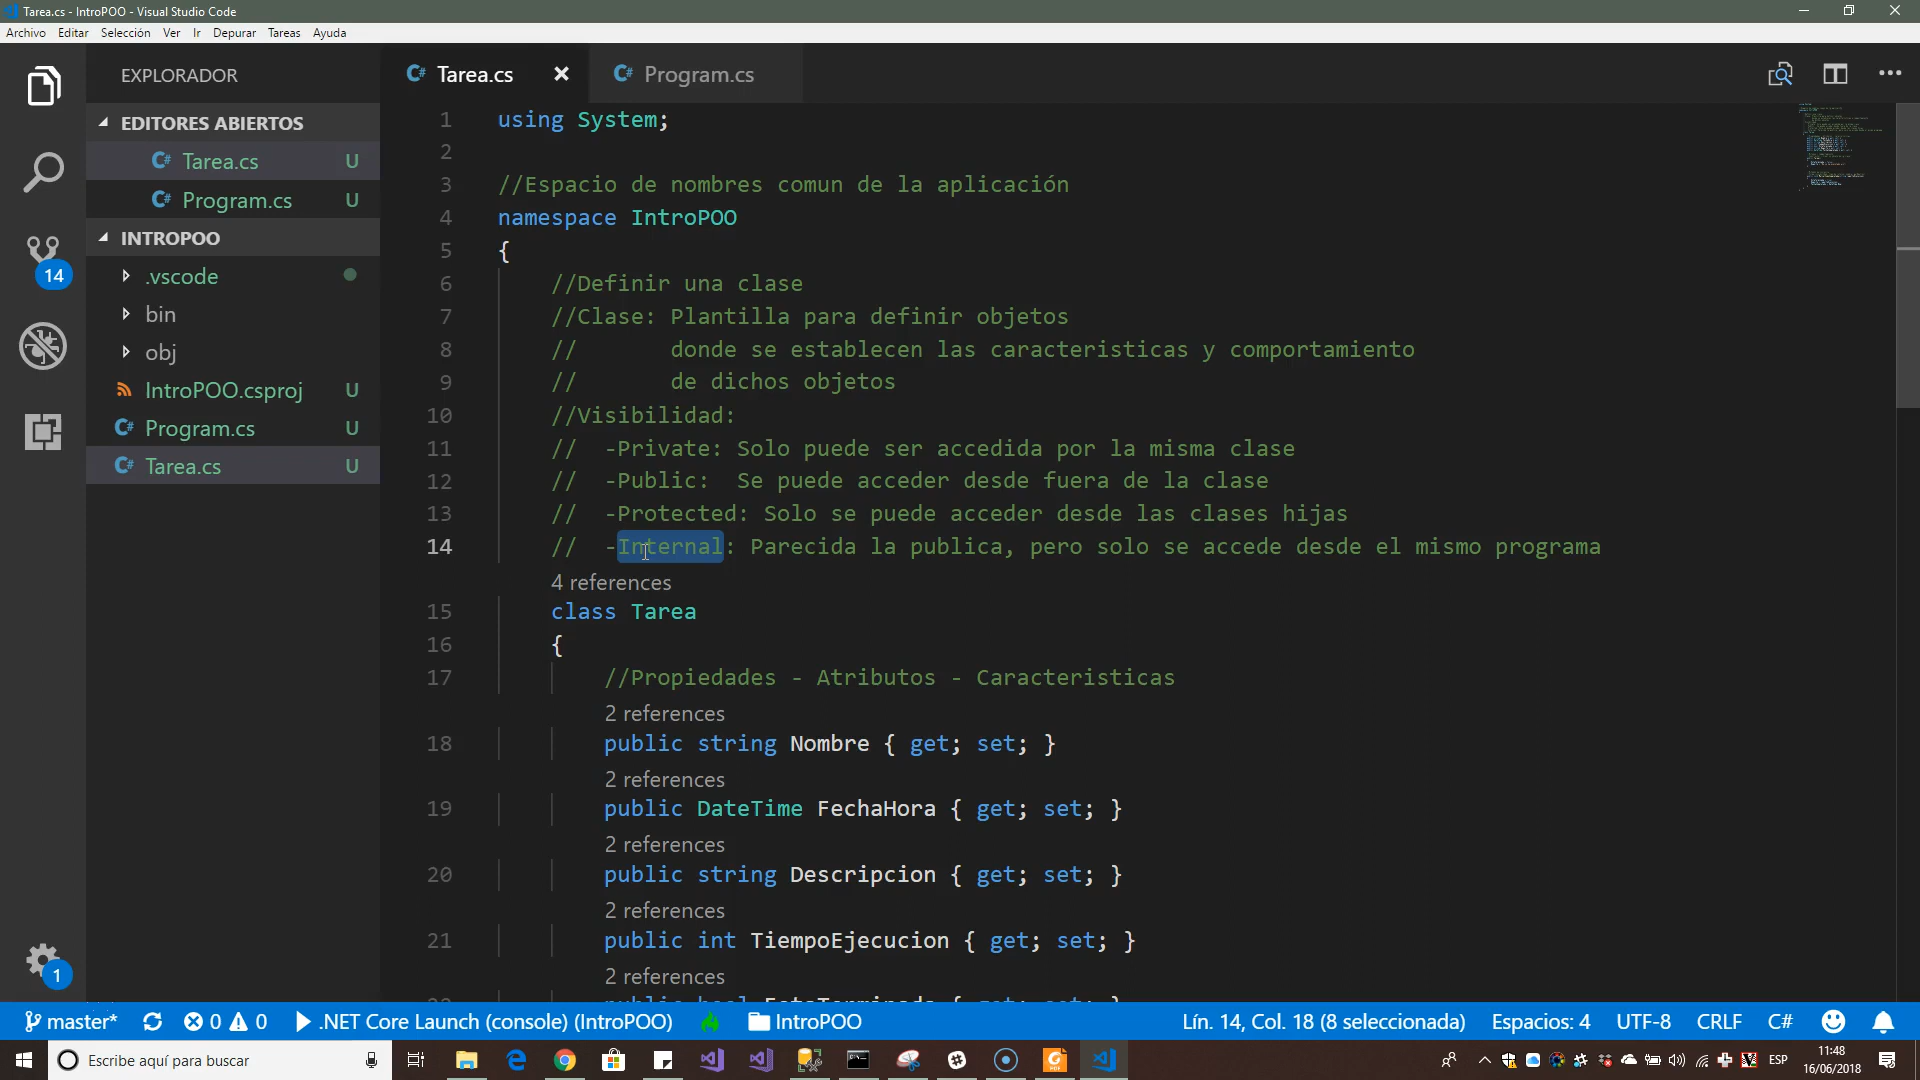 Tarea.cs - IntroPOO - Visual Studio Code
Archivo Editar Selección Ver Ir Depurar Tareas Ayuda
EXPLORADOR
EDITORES ABIERTOS
C# Tarea.cs U
C# Program.cs U
INTROPOO
.vscode
bin
obj
IntroPOO.csproj U
C# Program.cs U
C# Tarea.cs U
14
1
C# Tarea.cs
C# Program.cs
1 using System;
2
3 //Espacio de nombres comun de la aplicación
4 namespace IntroPOO
5 {
6 //Definir una clase
7 //Clase: Plantilla para definir objetos
8 // donde se establecen las caracteristicas y comportamiento
9 // de dichos objetos
10 //Visibilidad:
11 // -Private: Solo puede ser accedida por la misma clase
12 // -Public: Se puede acceder desde fuera de la clase
13 // -Protected: Solo se puede acceder desde las clases hijas
14 // -Internal: Parecida la publica, pero solo se accede desde el mismo programa
4 references
15 class Tarea
16 {
17 //Propiedades - Atributos - Caracteristicas
2 references
18 public string Nombre { get; set; }
2 references
19 public DateTime FechaHora { get; set; }
2 references
20 public string Descripcion { get; set; }
2 references
21 public int TiempoEjecucion { get; set; }
2 references
master* 0 0 .NET Core Launch (console) (IntroPOO) IntroPOO Lín. 14, Col. 18 (8 seleccionada) Espacios: 4 UTF-8 CRLF C#
Escribe aquí para buscar
ESP
11:48
16/06/2018